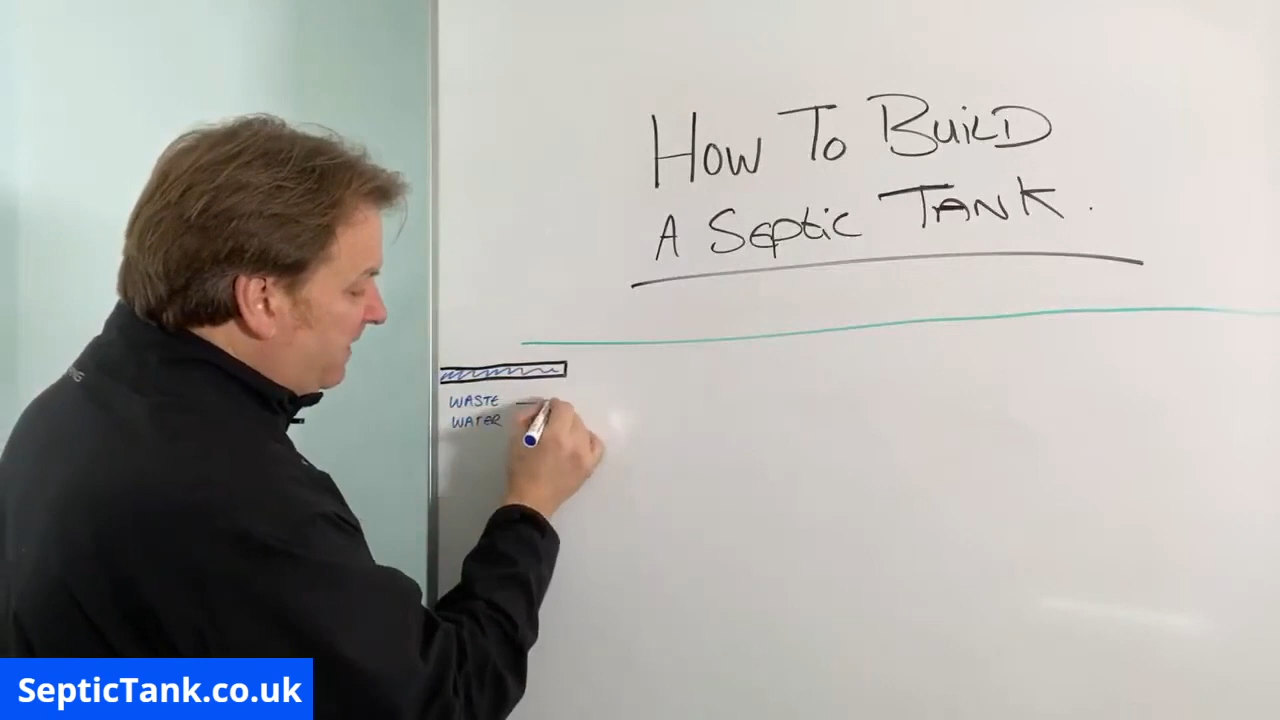 How To Build
A Septic Tank.
WASTE
WATER
SepticTank.co.uk